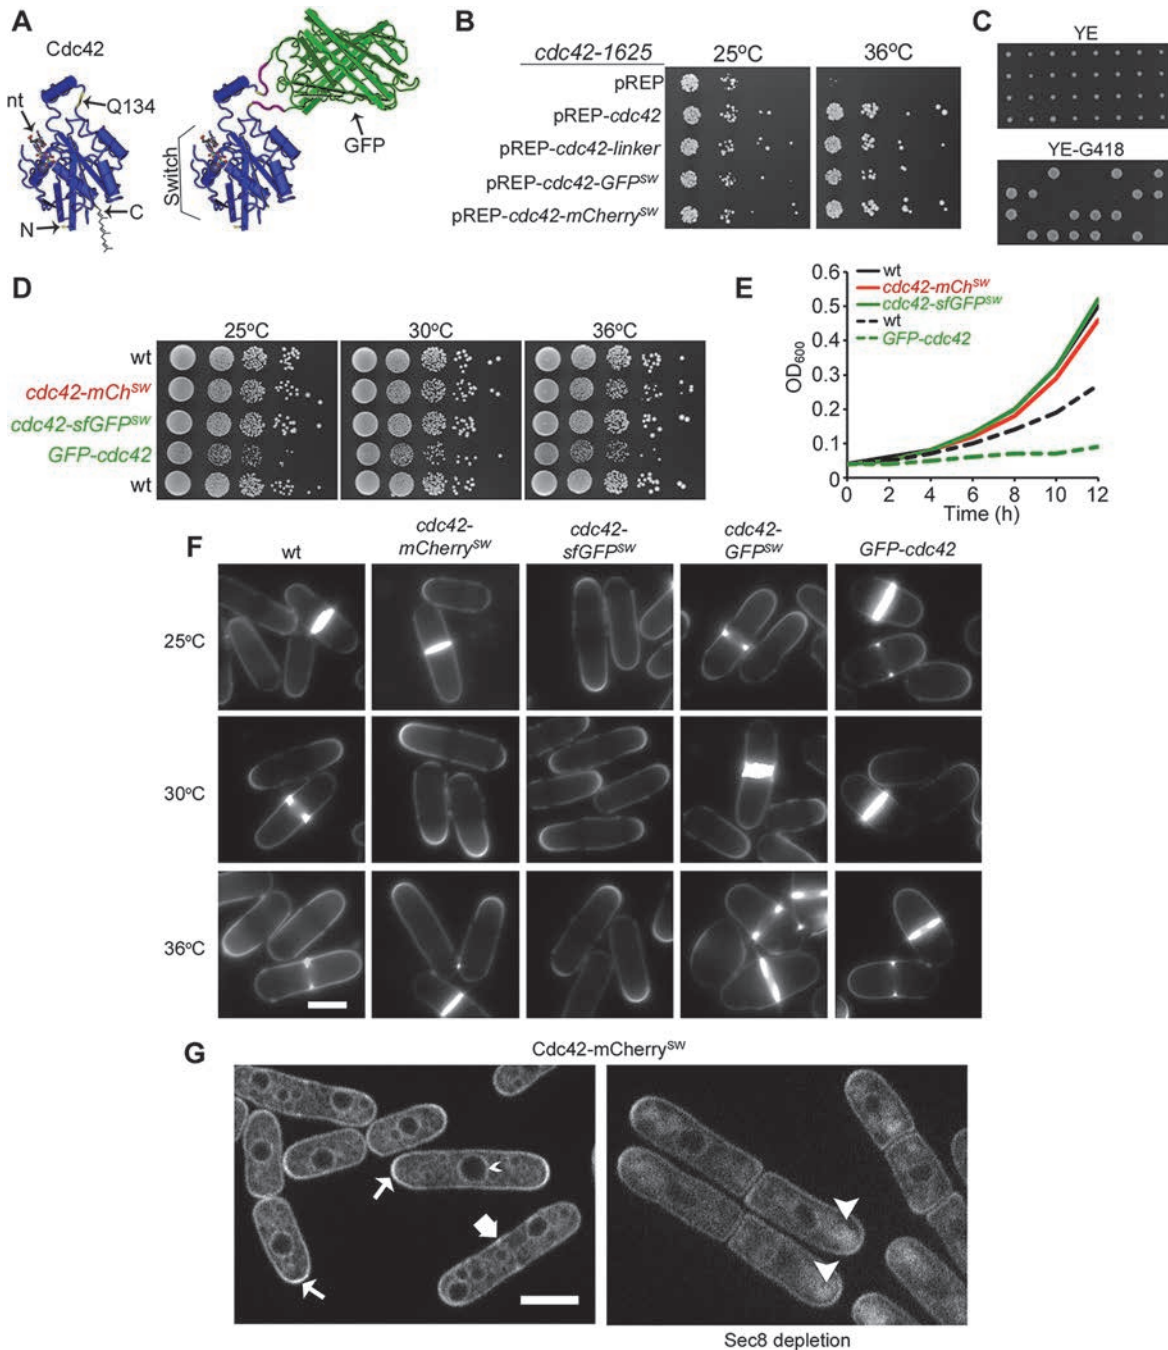 A
Cdc42
nt
Q134
GFP
Switch
N
C
B
cdc42-1625
25ºC
36ºC
pREP
pREP-cdc42
pREP-cdc42-linker
pREP-cdc42-GFPˢᵂ
pREP-cdc42-mCherryˢᵂ
C
YE
YE-G418
D
25ºC
30ºC
36ºC
wt
cdc42-mChˢᵂ
cdc42-sfGFPˢᵂ
GFP-cdc42
wt
E
0.6
0.5
0.4
0.3
0.2
0.1
0
OD₆₀₀
wt
cdc42-mChˢᵂ
cdc42-sfGFPˢᵂ
wt
GFP-cdc42
0 2 4 6 8 10 12
Time (h)
F
wt
cdc42-
mCherryˢᵂ
cdc42-
sfGFPˢᵂ
cdc42-
GFPˢᵂ
GFP-cdc42
25ºC
30ºC
36ºC
G
Cdc42-mCherryˢᵂ
Sec8 depletion